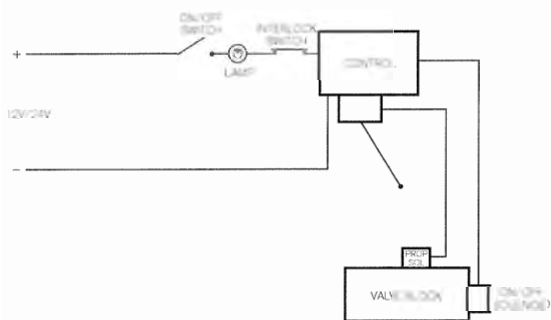 ON/OFF
SWITCH
INTERLOCK
SWITCH
+
LAMP
CONTROL
12V/24V
–
PROP
SOL
VALVEBLOCK
ON/OFF
SOLENOID